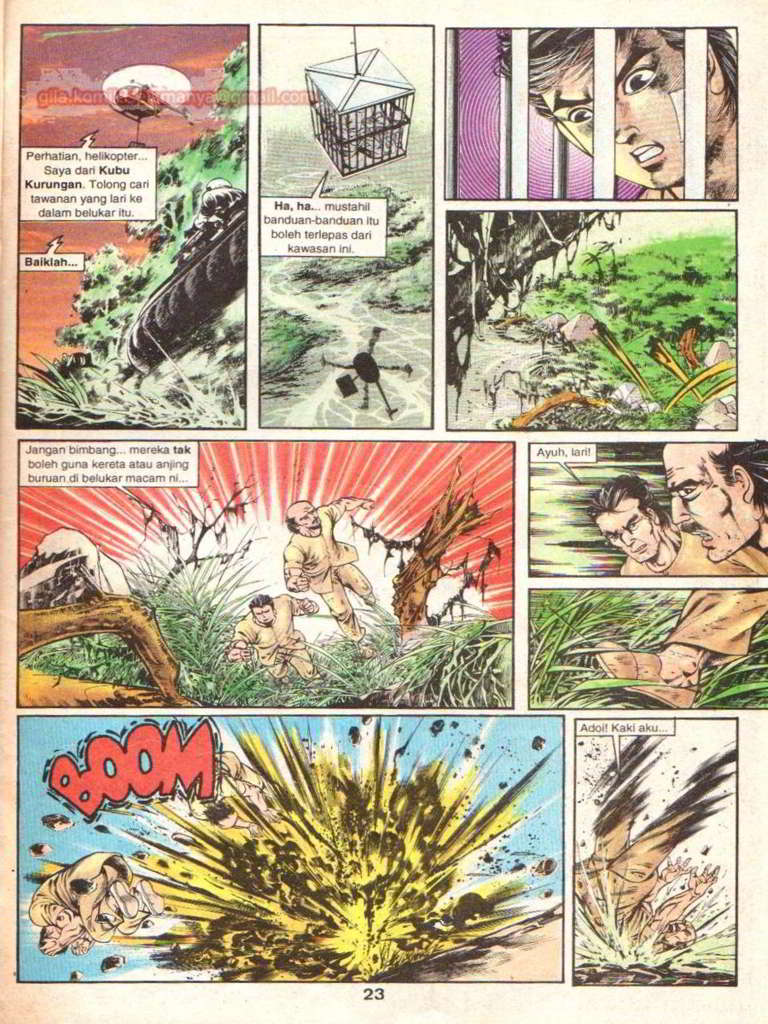 Perhatian, helikopter...
Saya dari Kubu
Kurungan. Tolong cari
tawanan yang lari ke
dalam belukar itu.
Baiklah...
Ha, ha... mustahil
banduan-banduan itu
boleh terlepas dari
kawasan ini.
Jangan bimbang... mereka tak
boleh guna kereta atau anjing
buruan di belukar macam ni...
Ayuh, lari!
BOOM
Adoi! Kaki aku...
23